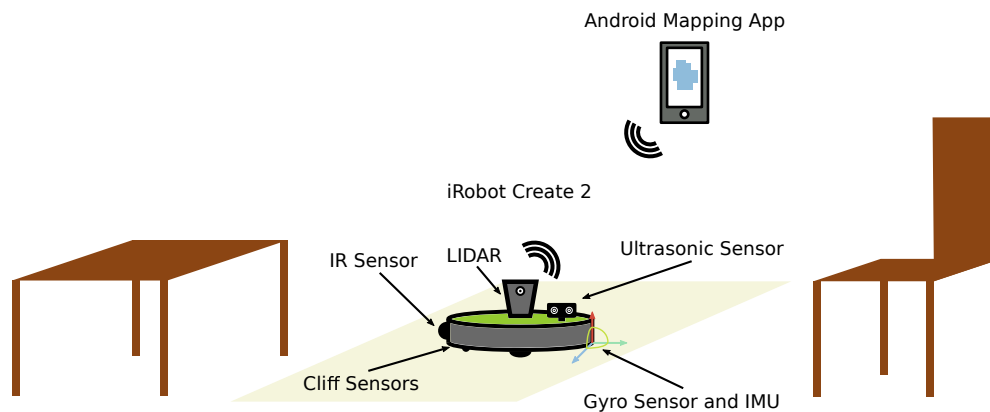 Android Mapping App
iRobot Create 2
Ultrasonic Sensor
LIDAR
IR Sensor
Cliff Sensors
Gyro Sensor and IMU